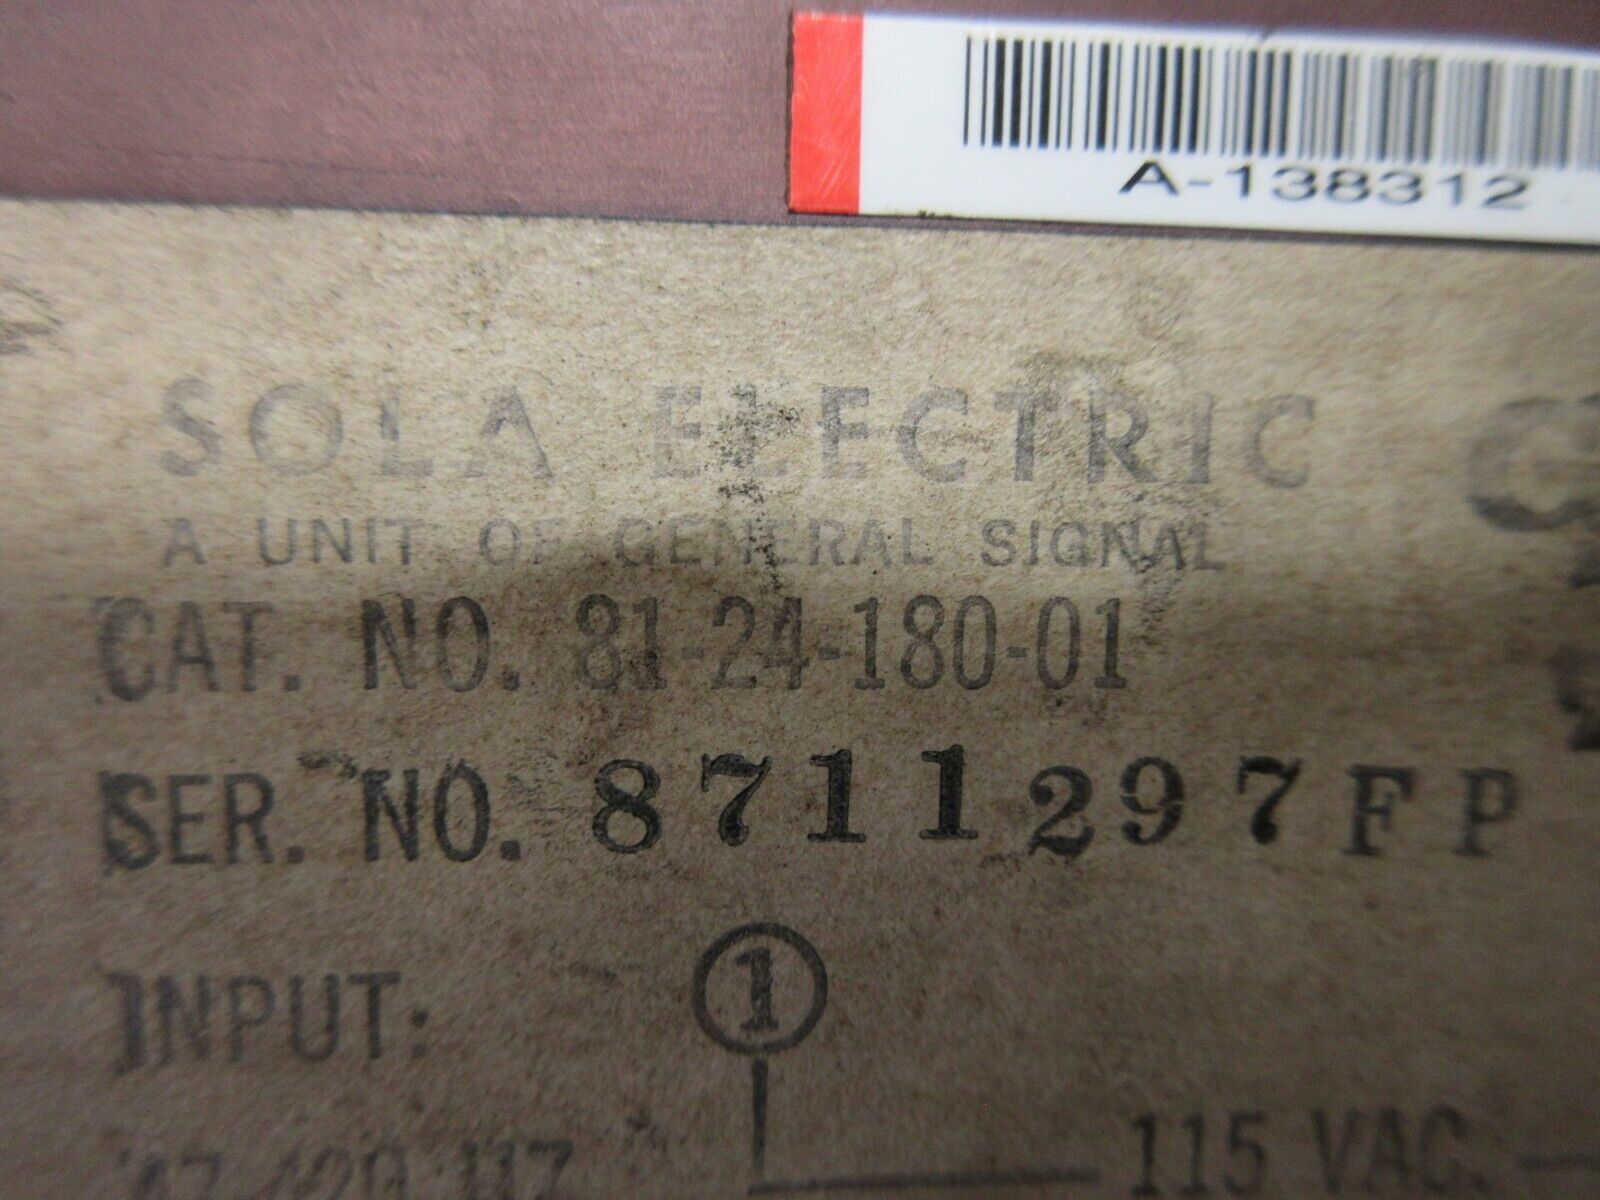 A-138312
SOLA ELECTRIC
A UNIT OF GENERAL SIGNAL
CAT. NO. 81-24-180-01
SER. NO. 8711297FP
INPUT: 1
115 VAC